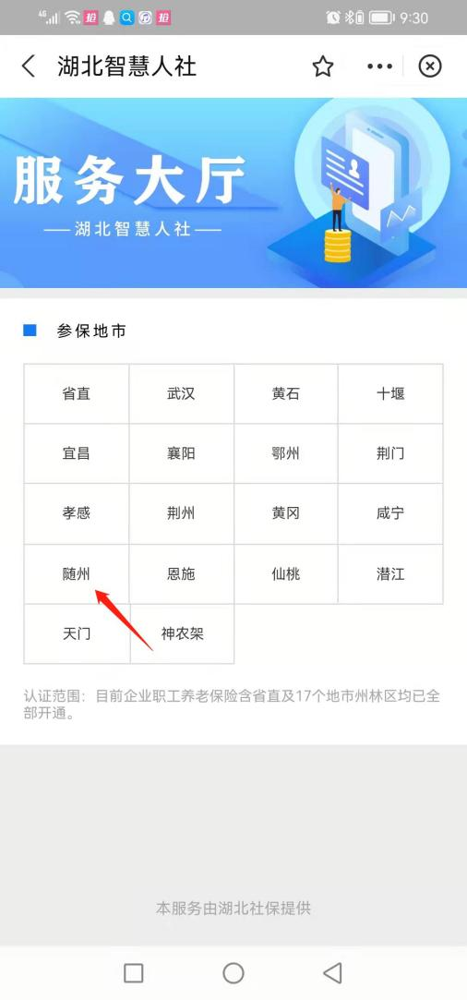 4G
抢
抢
9:30
湖北智慧人社
服务大厅
湖北智慧人社
参保地市
省直 武汉 黄石 十堰
宜昌 襄阳 鄂州 荆门
孝感 荆州 黄冈 咸宁
随州 恩施 仙桃 潜江
天门 神农架
认证范围：目前企业职工养老保险含省直及17个地市州林区均已全
部开通。
本服务由湖北社保提供